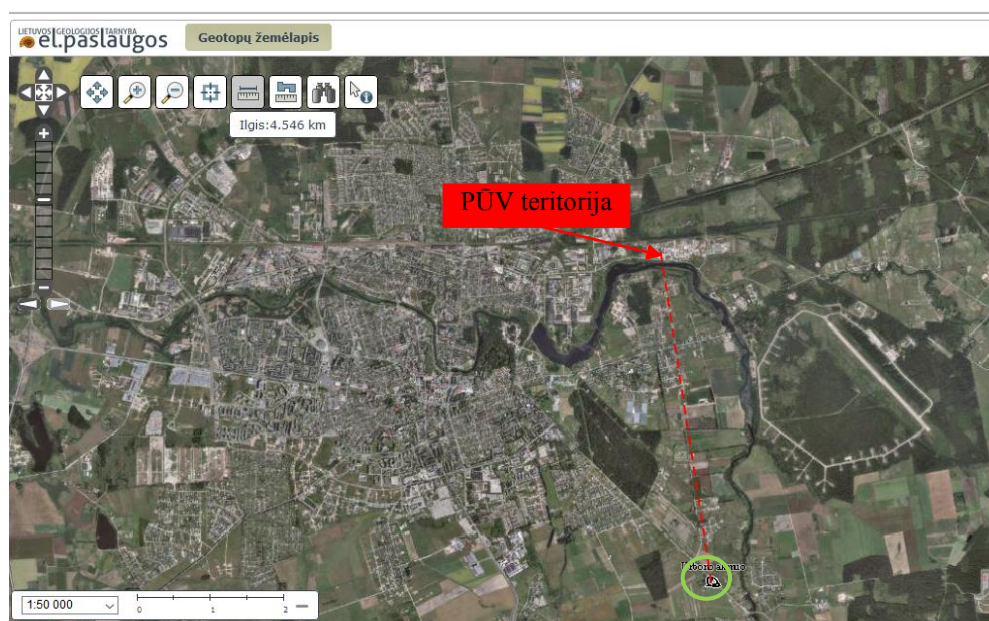 LIETUVOS GEOLOGIJOS TARNYBA
el.paslaugos
Geotopų žemėlapis
Ilgis:4.546 km
PŪV teritorija
akmuo
1:50 000
0 1 2